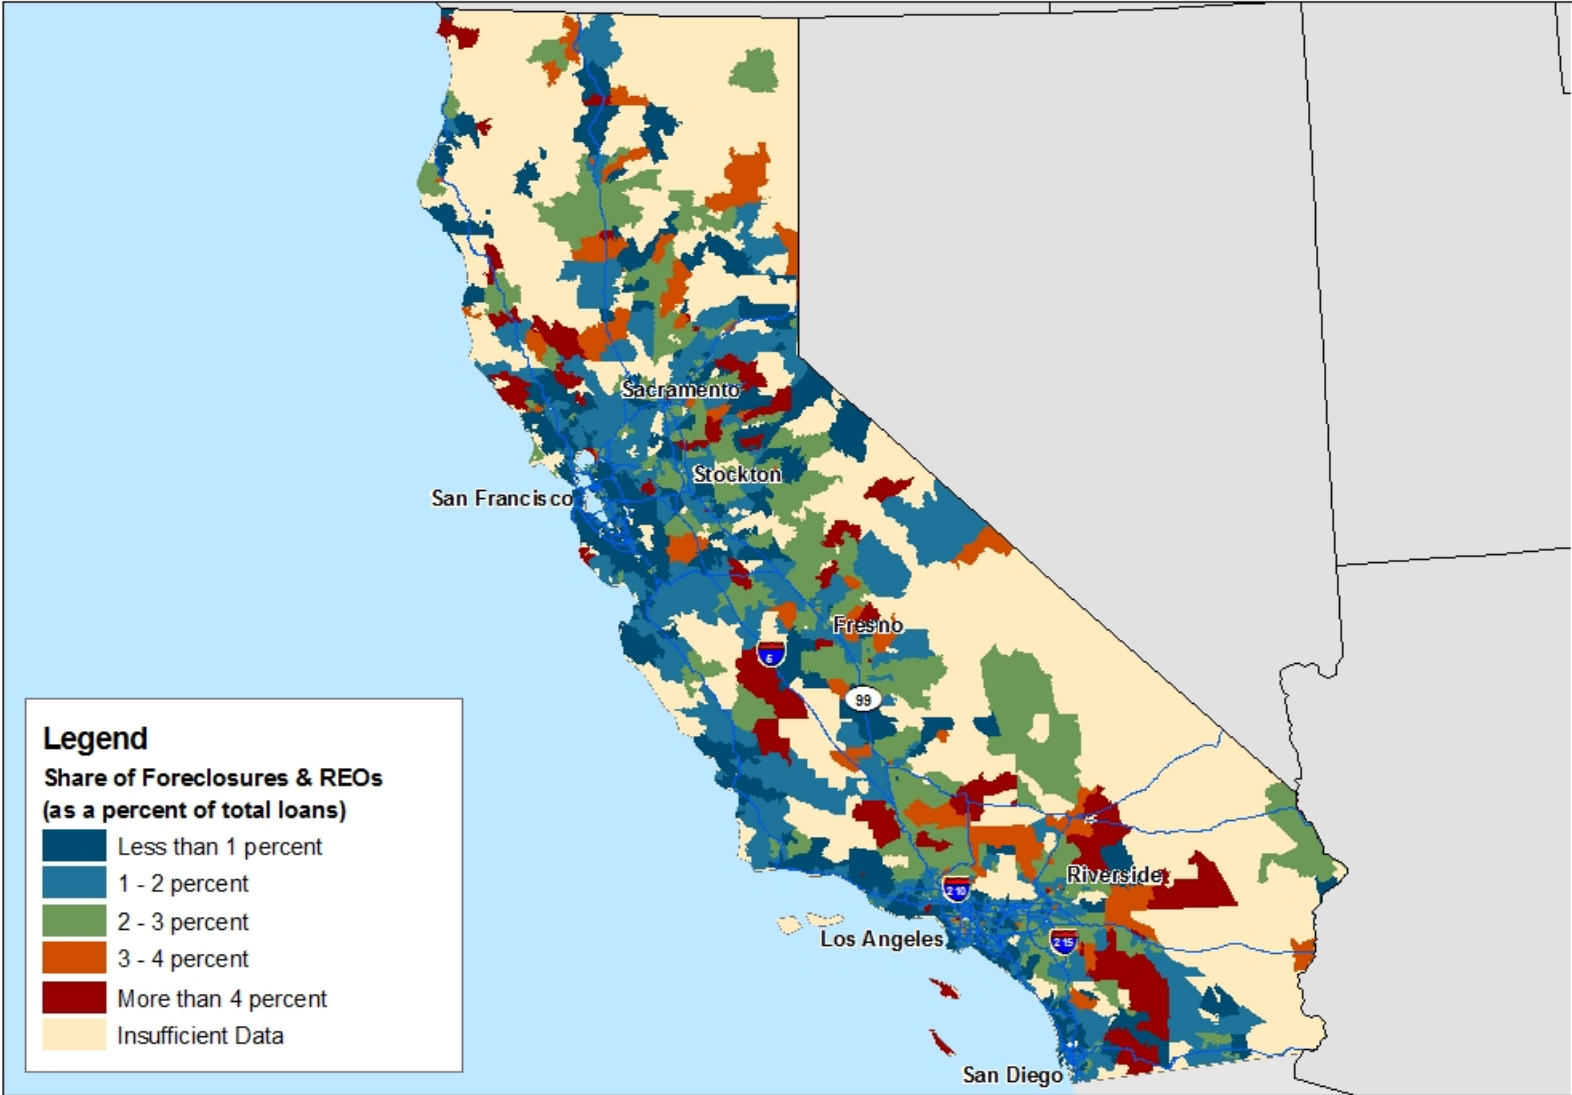 Sacramento
Stockton
San Francisco
Fresno
5
99
Riverside
210
Los Angeles
215
San Diego
Legend
Share of Foreclosures & REOs
(as a percent of total loans)
Less than 1 percent
1 - 2 percent
2 - 3 percent
3 - 4 percent
More than 4 percent
Insufficient Data